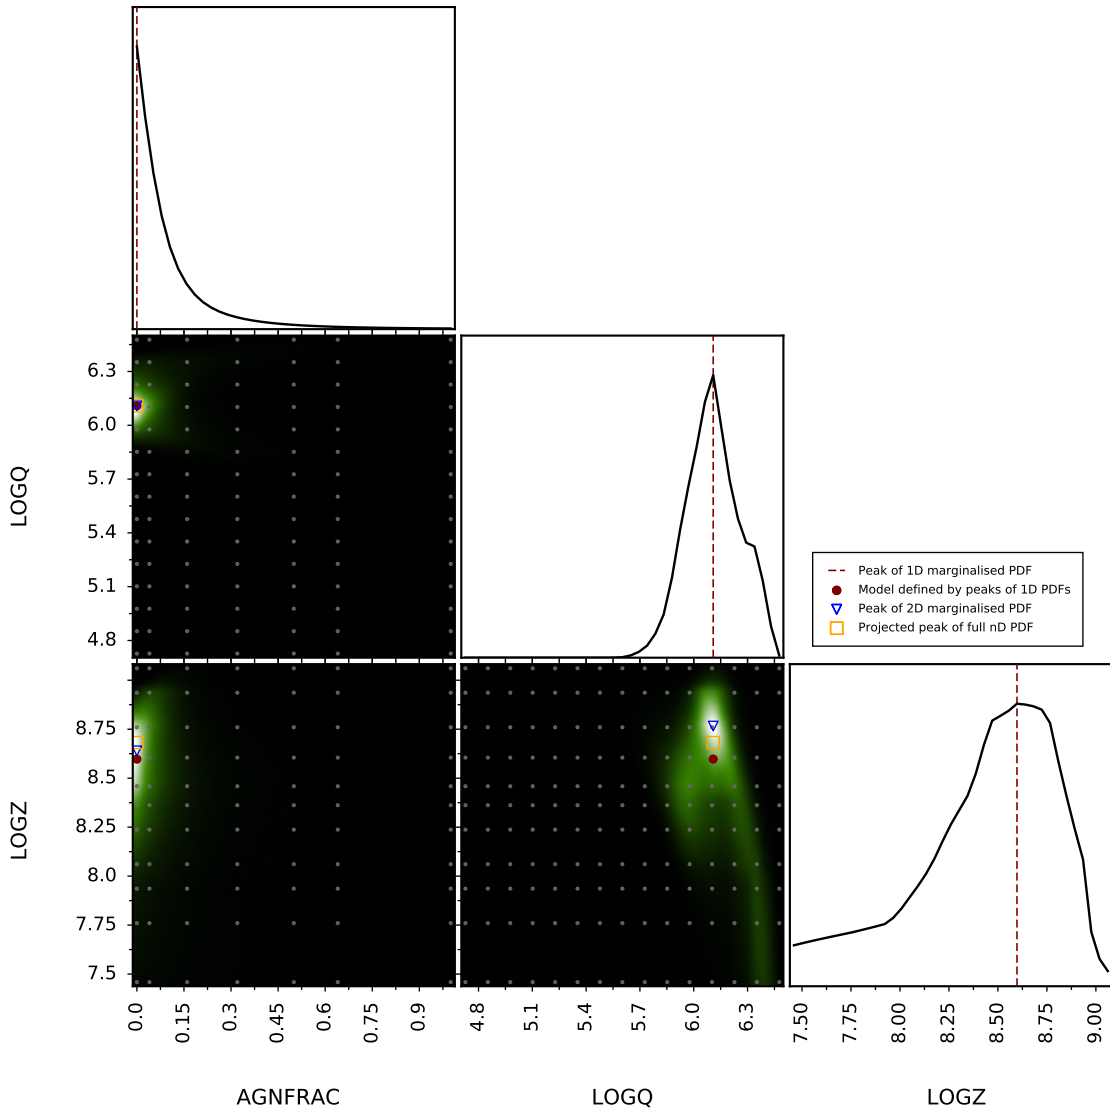 6.3
6.0
5.7
5.4
5.1
4.8
LOGQ
Peak of 1D marginalised PDF
Model defined by peaks of 1D PDFs
Peak of 2D marginalised PDF
Projected peak of full nD PDF
8.75
8.5
8.25
8.0
7.75
7.5
LOGZ
0.0 0.15 0.3 0.45 0.6 0.75 0.9
4.8 5.1 5.4 5.7 6.0 6.3
7.50 7.75 8.00 8.25 8.50 8.75 9.00
AGNFRAC LOGQ LOGZ